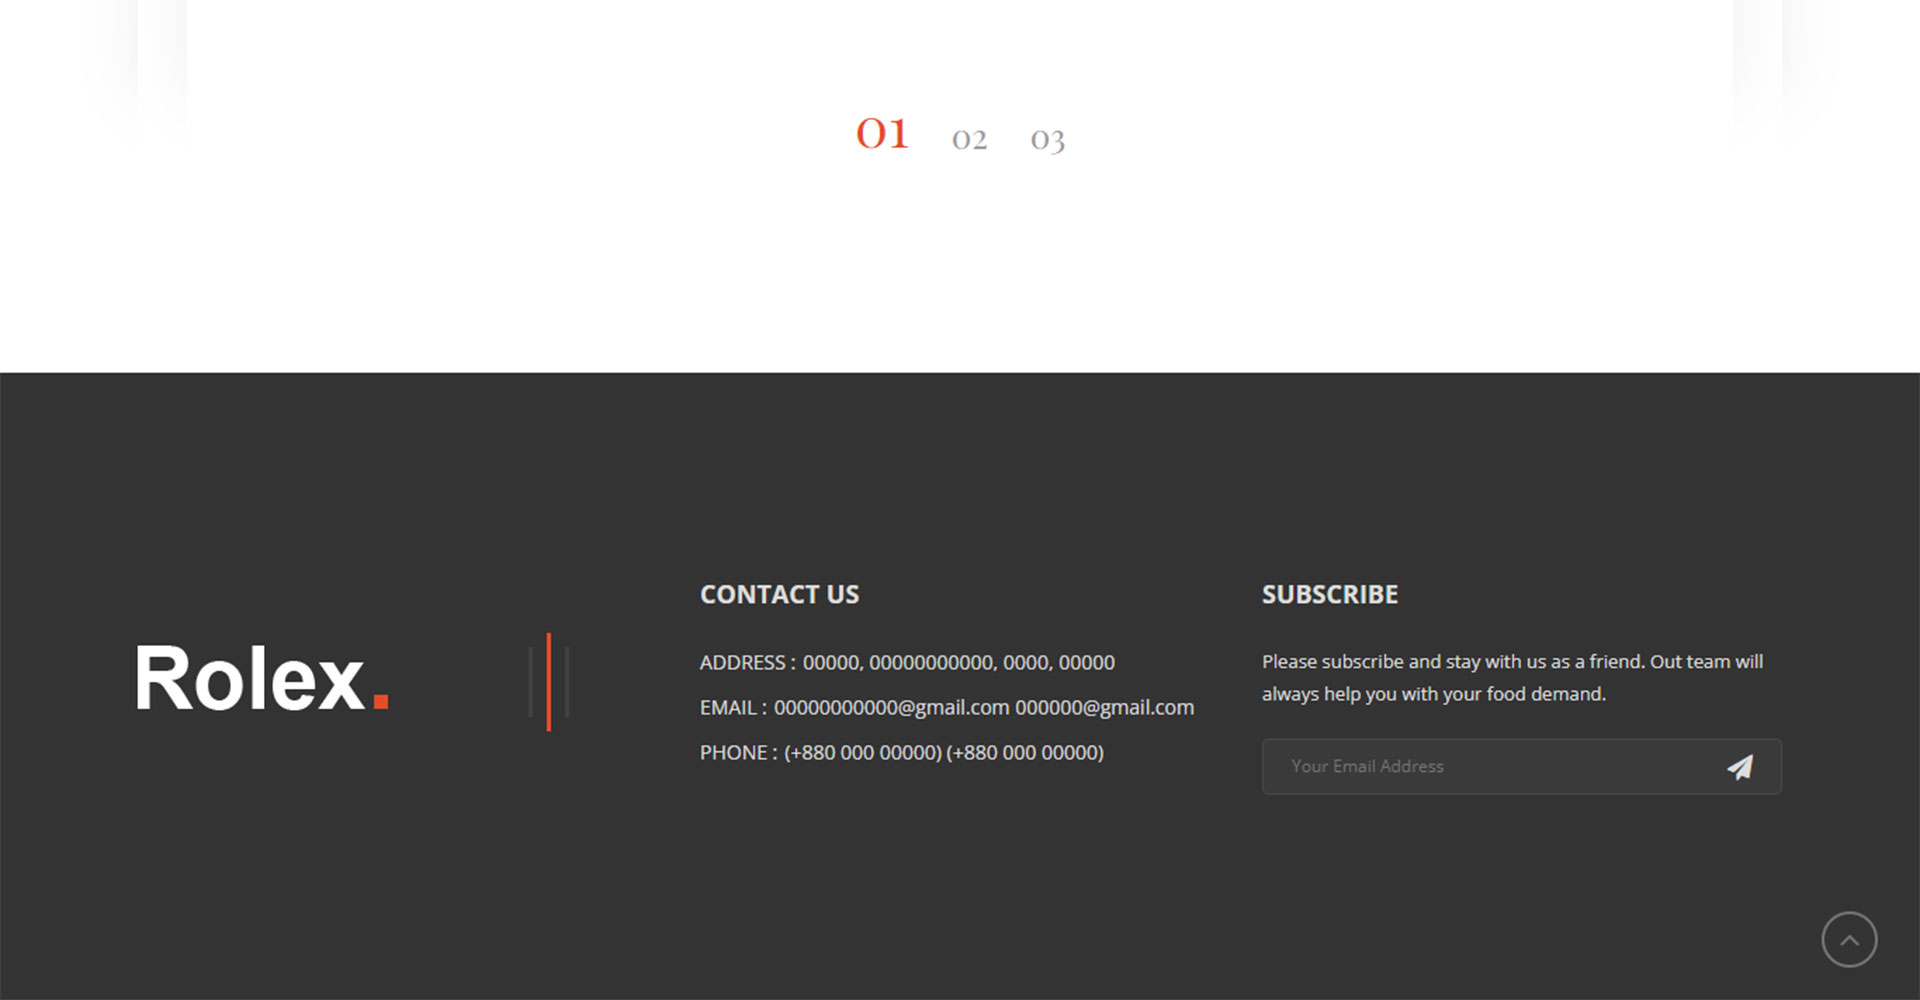 01 02 03
Rolex.
CONTACT US
ADDRESS : 00000, 00000000000, 0000, 00000
EMAIL : 00000000000@gmail.com 000000@gmail.com
PHONE : (+880 000 00000) (+880 000 00000)
SUBSCRIBE
Please subscribe and stay with us as a friend. Out team will
always help you with your food demand.
Your Email Address